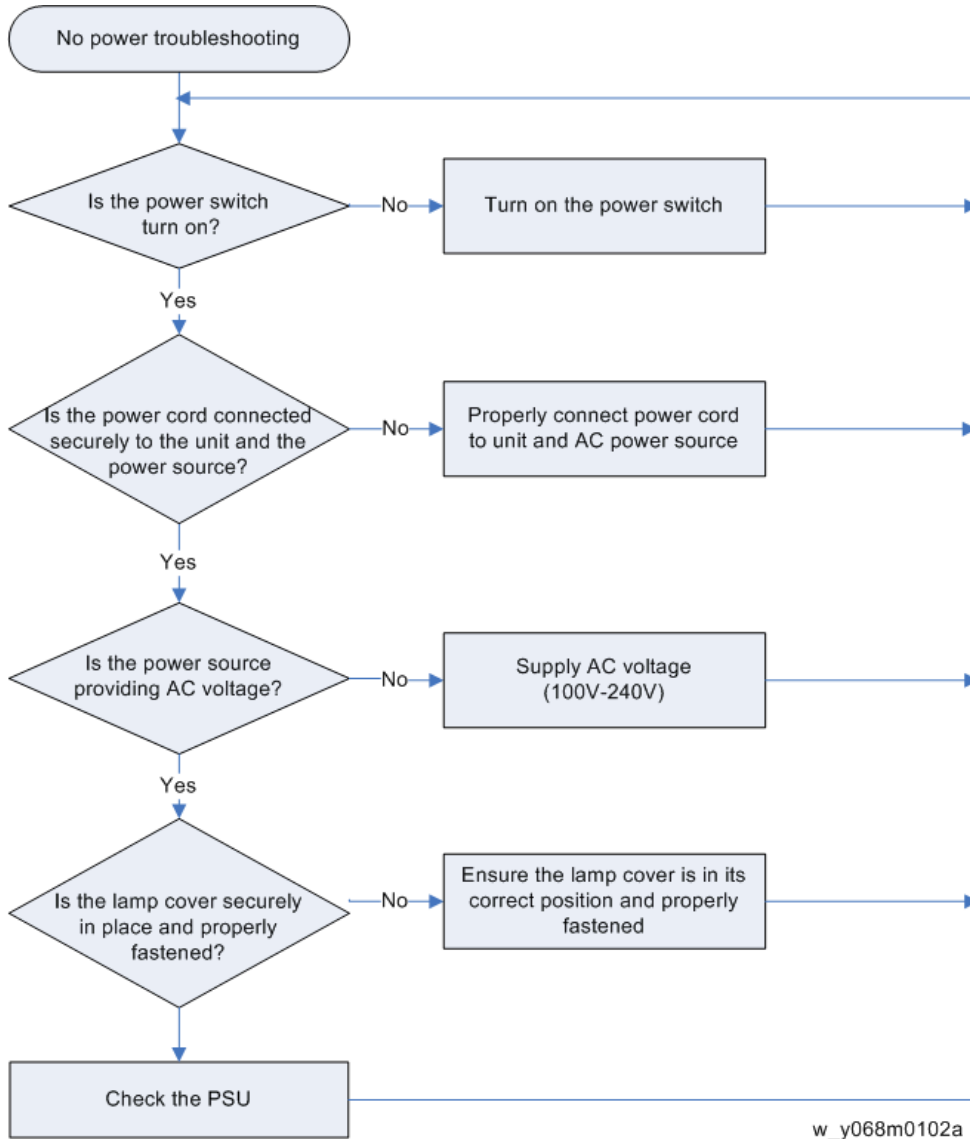 No power troubleshooting
Is the power switch
turn on?
No
Turn on the power switch
Yes
Is the power cord connected
securely to the unit and the
power source?
No
Properly connect power cord
to unit and AC power source
Yes
Is the power source
providing AC voltage?
No
Supply AC voltage
(100V-240V)
Yes
Is the lamp cover securely
in place and properly
fastened?
No
Ensure the lamp cover is in its
correct position and properly
fastened
Check the PSU
w_y068m0102a